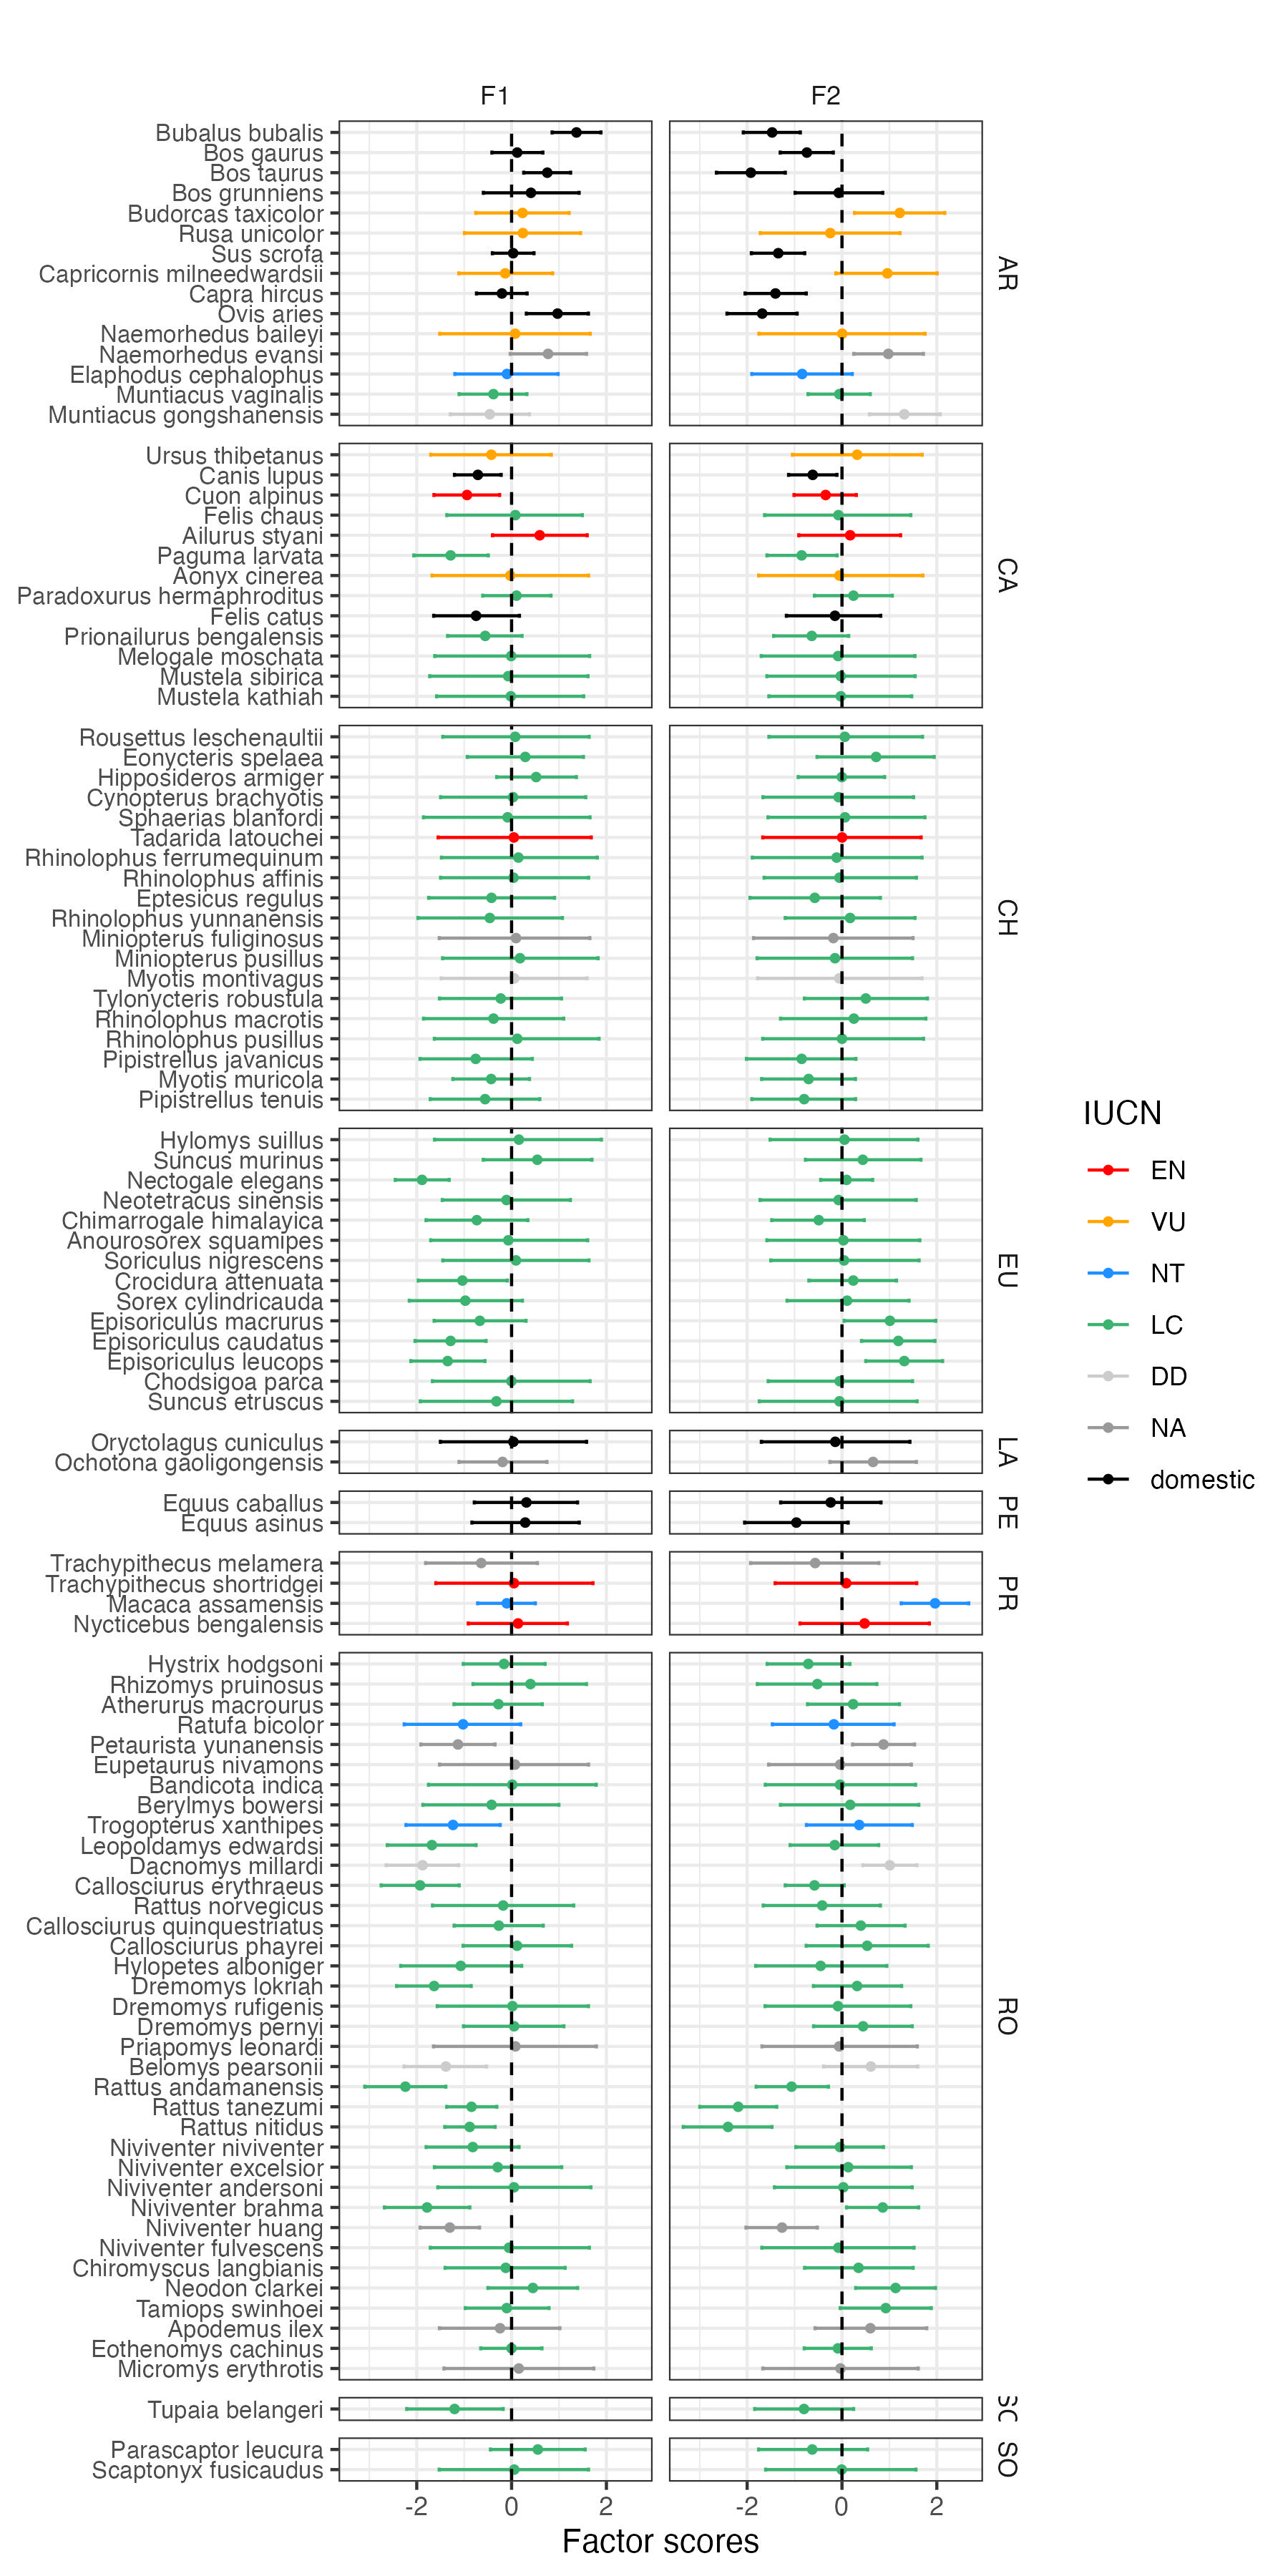 F1 F2
Bubalus bubalis
Bos gaurus
Bos taurus
Bos grunniens
Budorcas taxicolor
Rusa unicolor
Sus scrofa
Capricornis milneedwardsii
Capra hircus
Ovis aries
Naemorhedus baileyi
Naemorhedus evansi
Elaphodus cephalophus
Muntiacus vaginalis
Muntiacus gongshanensis
AR
Ursus thibetanus
Canis lupus
Cuon alpinus
Felis chaus
Ailurus styani
Paguma larvata
Aonyx cinerea
Paradoxurus hermaphroditus
Felis catus
Prionailurus bengalensis
Melogale moschata
Mustela sibirica
Mustela kathiah
CA
Rousettus leschenaultii
Eonycteris spelaea
Hipposideros armiger
Cynopterus brachyotis
Sphaerias blanfordi
Tadarida latouchei
Rhinolophus ferrumequinum
Rhinolophus affinis
Eptesicus regulus
Rhinolophus yunnanensis
Miniopterus fuliginosus
Miniopterus pusillus
Myotis montivagus
Tylonycteris robustula
Rhinolophus macrotis
Rhinolophus pusillus
Pipistrellus javanicus
Myotis muricola
Pipistrellus tenuis
CH
Hylomys suillus
Suncus murinus
Nectogale elegans
Neotetracus sinensis
Chimarrogale himalayica
Anourosorex squamipes
Soriculus nigrescens
Crocidura attenuata
Sorex cylindricauda
Episoriculus macrurus
Episoriculus caudatus
Episoriculus leucops
Chodsigoa parca
Suncus etruscus
EU
Oryctolagus cuniculus
Ochotona gaoligongensis
LA
Equus caballus
Equus asinus
PE
Trachypithecus melamera
Trachypithecus shortridgei
Macaca assamensis
Nycticebus bengalensis
PR
Hystrix hodgsoni
Rhizomys pruinosus
Atherurus macrourus
Ratufa bicolor
Petaurista yunanensis
Eupetaurus nivamons
Bandicota indica
Berylmys bowersi
Trogopterus xanthipes
Leopoldamys edwardsi
Dacnomys millardi
Callosciurus erythraeus
Rattus norvegicus
Callosciurus quinquestriatus
Callosciurus phayrei
Hylopetes alboniger
Dremomys lokriah
Dremomys rufigenis
Dremomys pernyi
Priapomys leonardi
Belomys pearsonii
Rattus andamanensis
Rattus tanezumi
Rattus nitidus
Niviventer niviventer
Niviventer excelsior
Niviventer andersoni
Niviventer brahma
Niviventer huang
Niviventer fulvescens
Chiromyscus langbianis
Neodon clarkei
Tamiops swinhoei
Apodemus ilex
Eothenomys cachinus
Micromys erythrotis
RO
Tupaia belangeri
SC
Parascaptor leucura
Scaptonyx fusicaudus
SO
-2 0 2 -2 0 2
Factor scores
IUCN
EN
VU
NT
LC
DD
NA
domestic